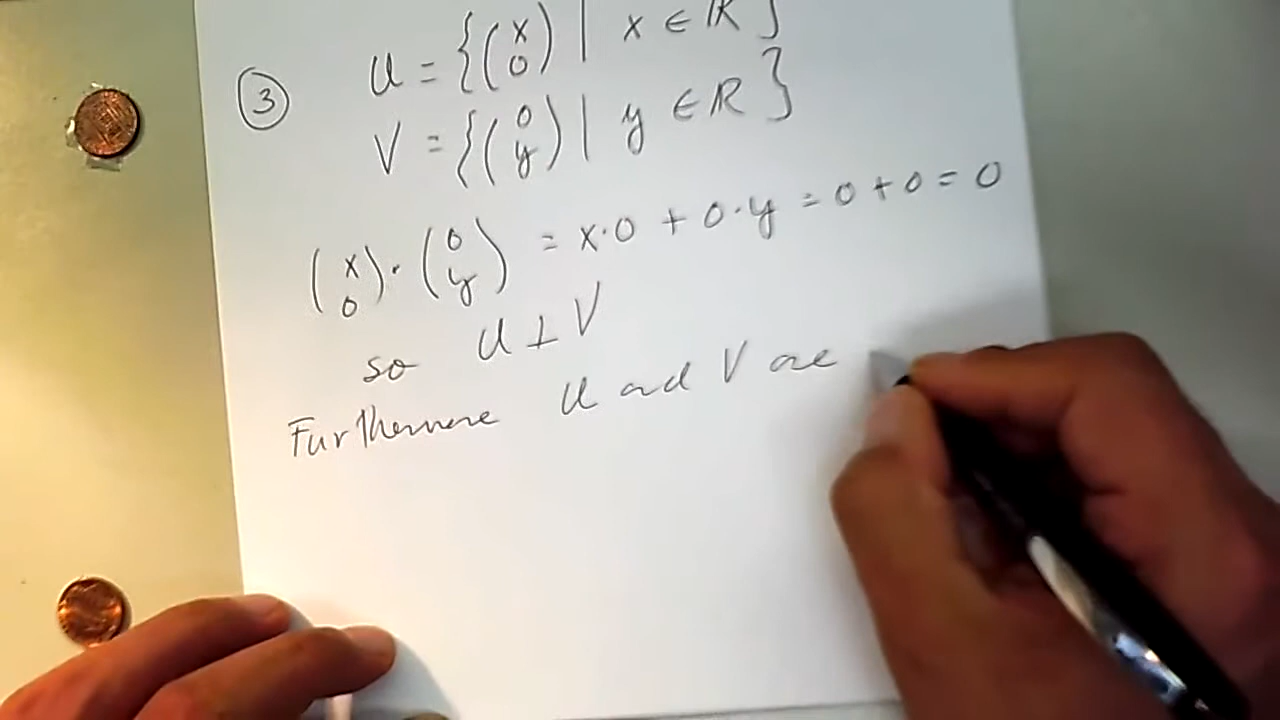 ③ U = {(x 0) | x ∈ ℝ}
V = {(0 y) | y ∈ ℝ}
(x 0) · (0 y) = x·0 + 0·y = 0 + 0 = 0
so U ⊥ V
Furthermore U and V are